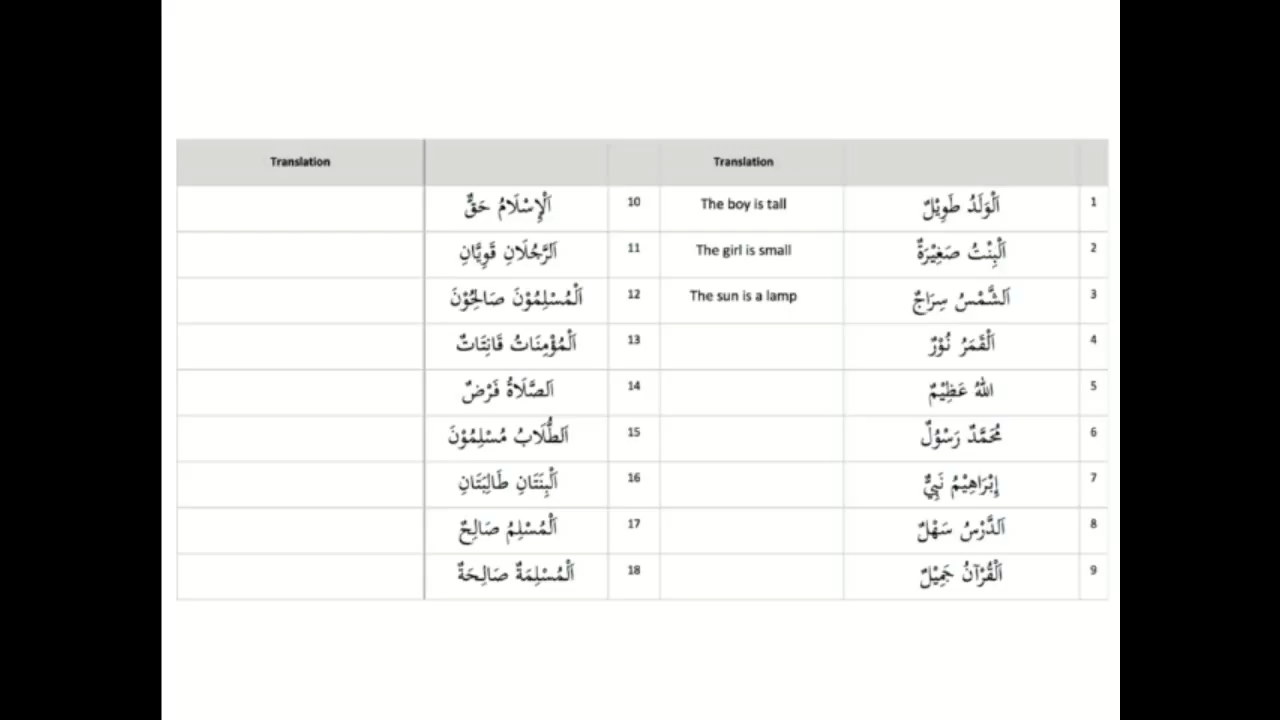 Translation Translation
1 اَلْوَلَدُ طَوِيْلٌ The boy is tall 10 اَلْإِسْلَامُ حَقٌّ
2 اَلْبِنْتُ صَغِيْرَةٌ The girl is small 11 اَلرَّجُلَانِ قَوِيَّانِ
3 اَلشَّمْسُ سِرَاجٌ The sun is a lamp 12 اَلْمُسْلِمُوْنَ صَالِحُوْنَ
4 اَلْقَمَرُ نُوْرٌ 13 اَلْمُؤْمِنَاتُ قَانِتَاتٌ
5 اَللهُ عَظِيْمٌ 14 اَلصَّلَاةُ فَرْضٌ
6 مُحَمَّدٌ رَسُوْلٌ 15 اَلطُّلَابُ مُسْلِمُوْنَ
7 إِبْرَاهِيْمُ نَبِيٌّ 16 اَلْبِنَتَانِ طَالِبَتَانِ
8 اَلدَّرْسُ سَهْلٌ 17 اَلْمُسْلِمُ صَالِحٌ
9 اَلْقُرْآنُ جَمِيْلٌ 18 اَلْمُسْلِمَةٌ صَالِحَةٌ